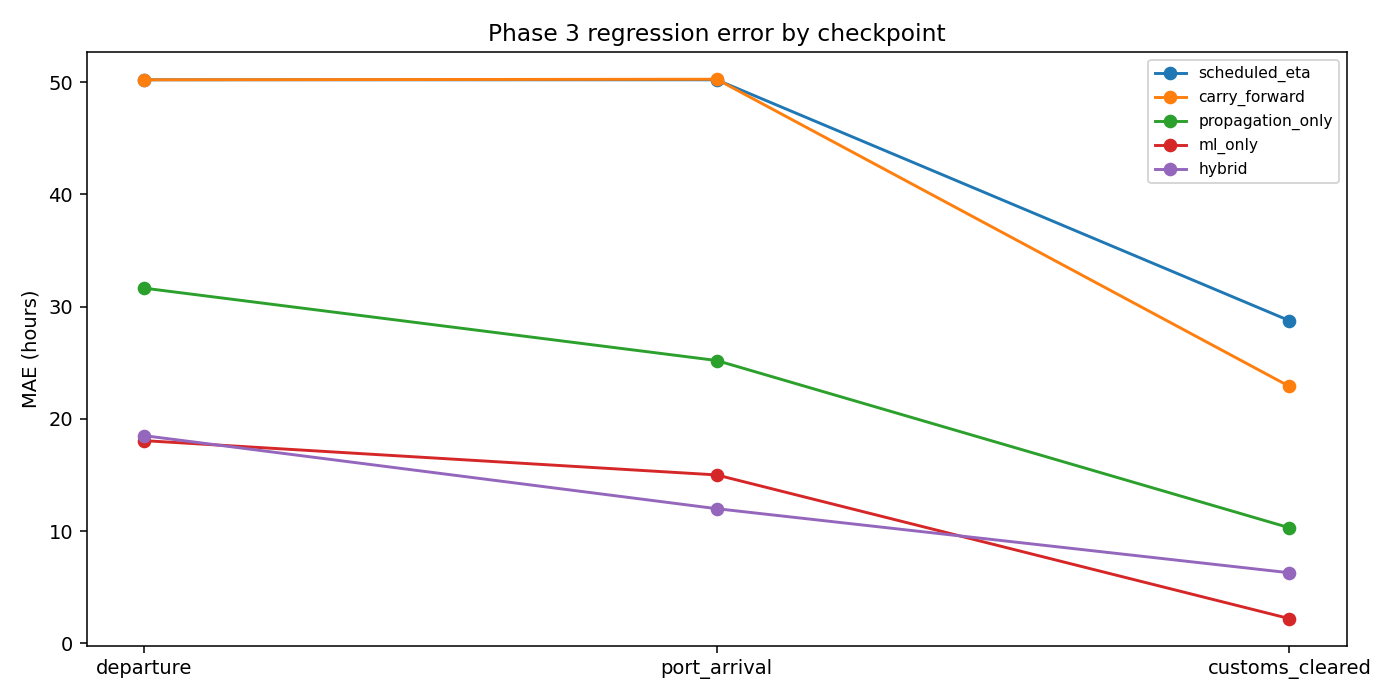 Phase 3 regression error by checkpoint
scheduled_eta
carry_forward
propagation_only
ml_only
hybrid
MAE (hours)
50
40
30
20
10
0
departure
port_arrival
customs_cleared